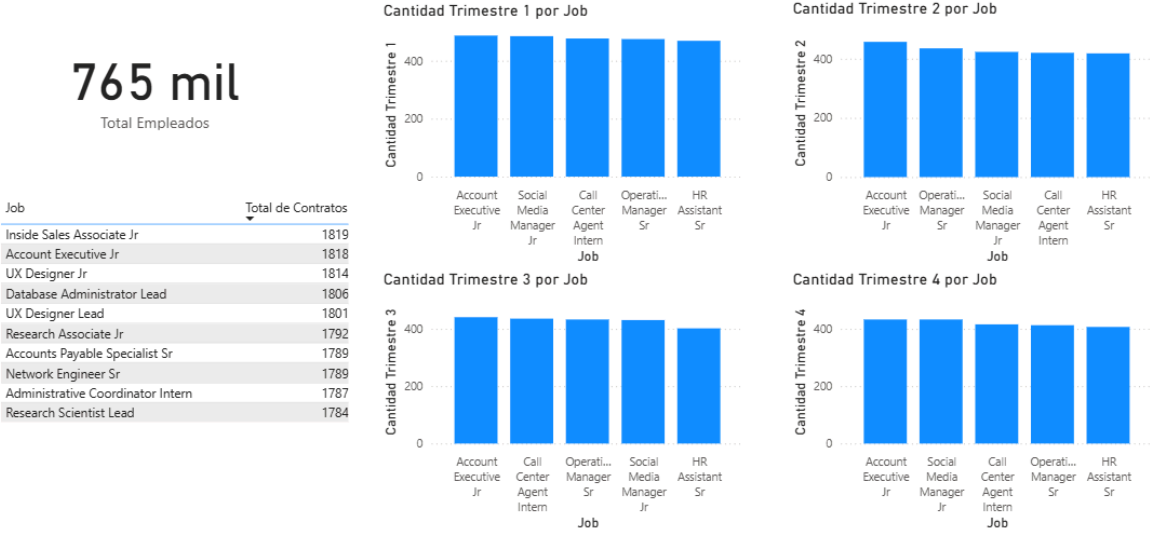 765 mil
Total Empleados
Job Total de Contratos
Inside Sales Associate Jr 1819
Account Executive Jr 1818
UX Designer Jr 1814
Database Administrator Lead 1806
UX Designer Lead 1801
Research Associate Jr 1792
Accounts Payable Specialist Sr 1789
Network Engineer Sr 1789
Administrative Coordinator Intern 1787
Research Scientist Lead 1784
Cantidad Trimestre 1 por Job
Cantidad Trimestre 1
400
200
0
Account Social Call Operati... HR
Executive Media Center Manager Assistant
Jr Manager Agent Sr Sr
Jr Intern
Job
Cantidad Trimestre 2 por Job
Cantidad Trimestre 2
400
200
0
Account Operati... Social Call HR
Executive Manager Media Center Assistant
Jr Sr Manager Agent Sr
Jr Intern
Job
Cantidad Trimestre 3 por Job
Cantidad Trimestre 3
400
200
0
Account Call Operati... Social HR
Executive Center Manager Media Assistant
Jr Agent Sr Manager Sr
Intern Jr
Job
Cantidad Trimestre 4 por Job
Cantidad Trimestre 4
400
200
0
Account Social Call Operati... HR
Executive Media Center Manager Assistant
Jr Manager Agent Sr Sr
Jr Intern
Job